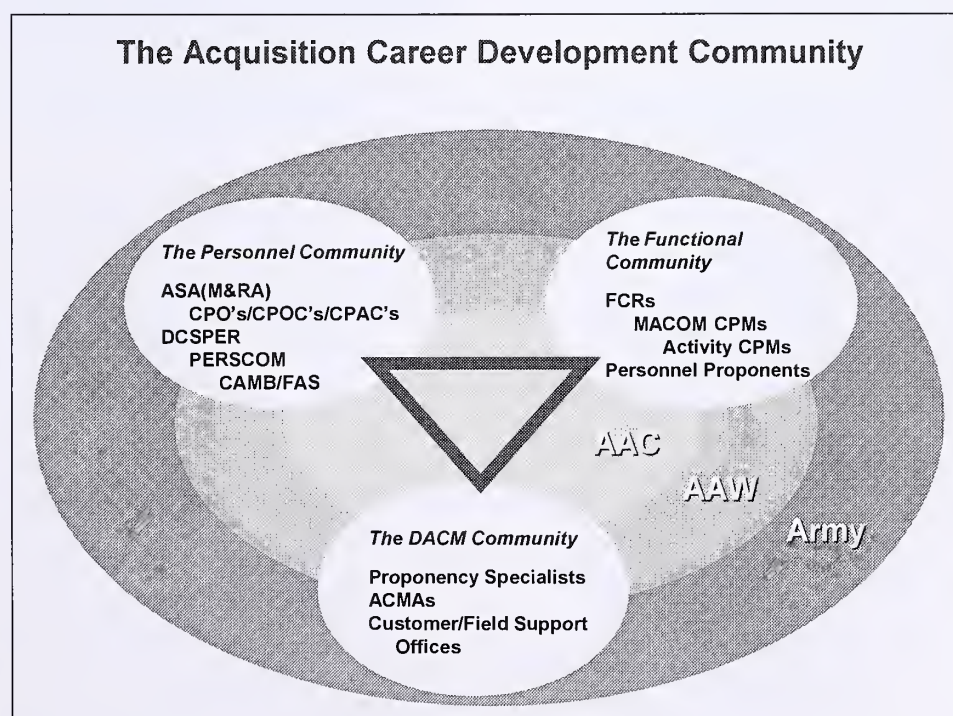 The Acquisition Career Development Community
The Personnel Community
ASA(M&RA)
CPO's/CPOC's/CPAC's
DCSPER
PERSCOM
CAMB/FAS
The Functional
Community
FCRs
MACOM CPMs
Activity CPMs
Personnel Proponents
AAC
AAW
Army
The DACM Community
Proponency Specialists
ACMAs
Customer/Field Support
Offices